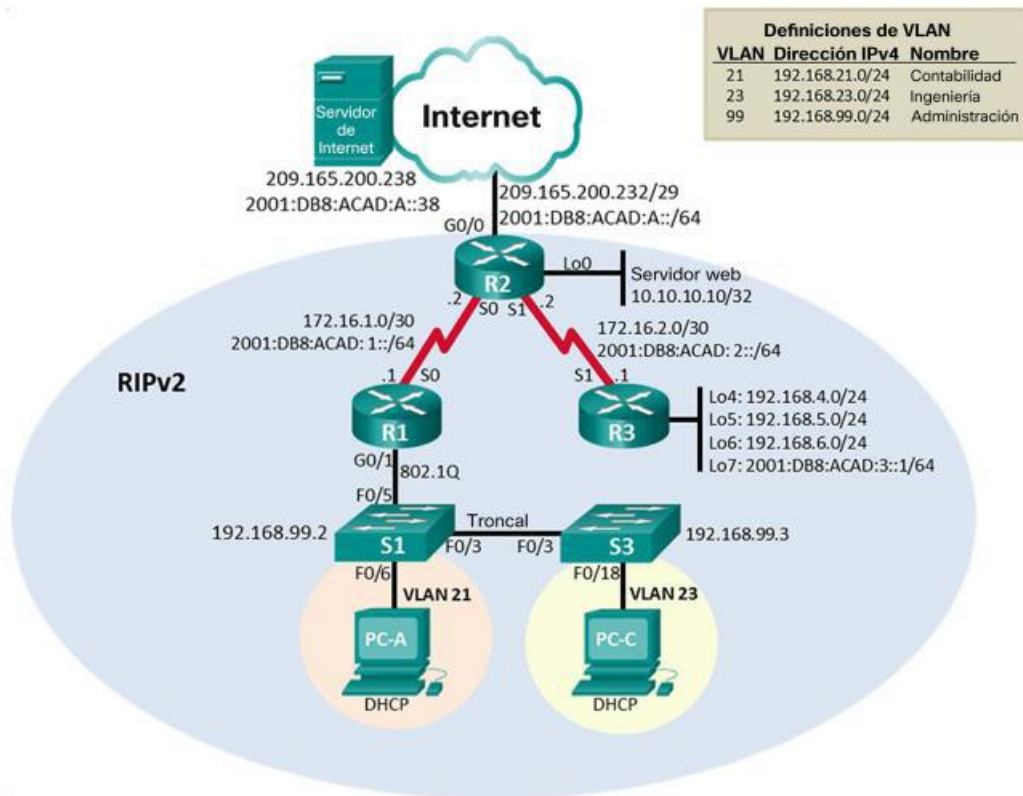 Definiciones de VLAN
VLAN Dirección IPv4 Nombre
21 192.168.21.0/24 Contabilidad
23 192.168.23.0/24 Ingeniería
99 192.168.99.0/24 Administración
Servidor
de
Internet
Internet
209.165.200.238
2001:DB8:ACAD:A::38
209.165.200.232/29
2001:DB8:ACAD:A::/64
G0/0
R2
Lo0
Servidor web
10.10.10.10/32
.2
S0
S1
.2
172.16.1.0/30
2001:DB8:ACAD: 1::/64
172.16.2.0/30
2001:DB8:ACAD: 2::/64
RIPv2
.1
S0
S1
.1
R1
R3
Lo4: 192.168.4.0/24
Lo5: 192.168.5.0/24
Lo6: 192.168.6.0/24
Lo7: 2001:DB8:ACAD:3::1/64
G0/1
802.1Q
F0/5
Troncal
192.168.99.2
S1
F0/3
F0/3
S3
192.168.99.3
F0/6
F0/18
VLAN 21
VLAN 23
PC-A
PC-C
DHCP
DHCP